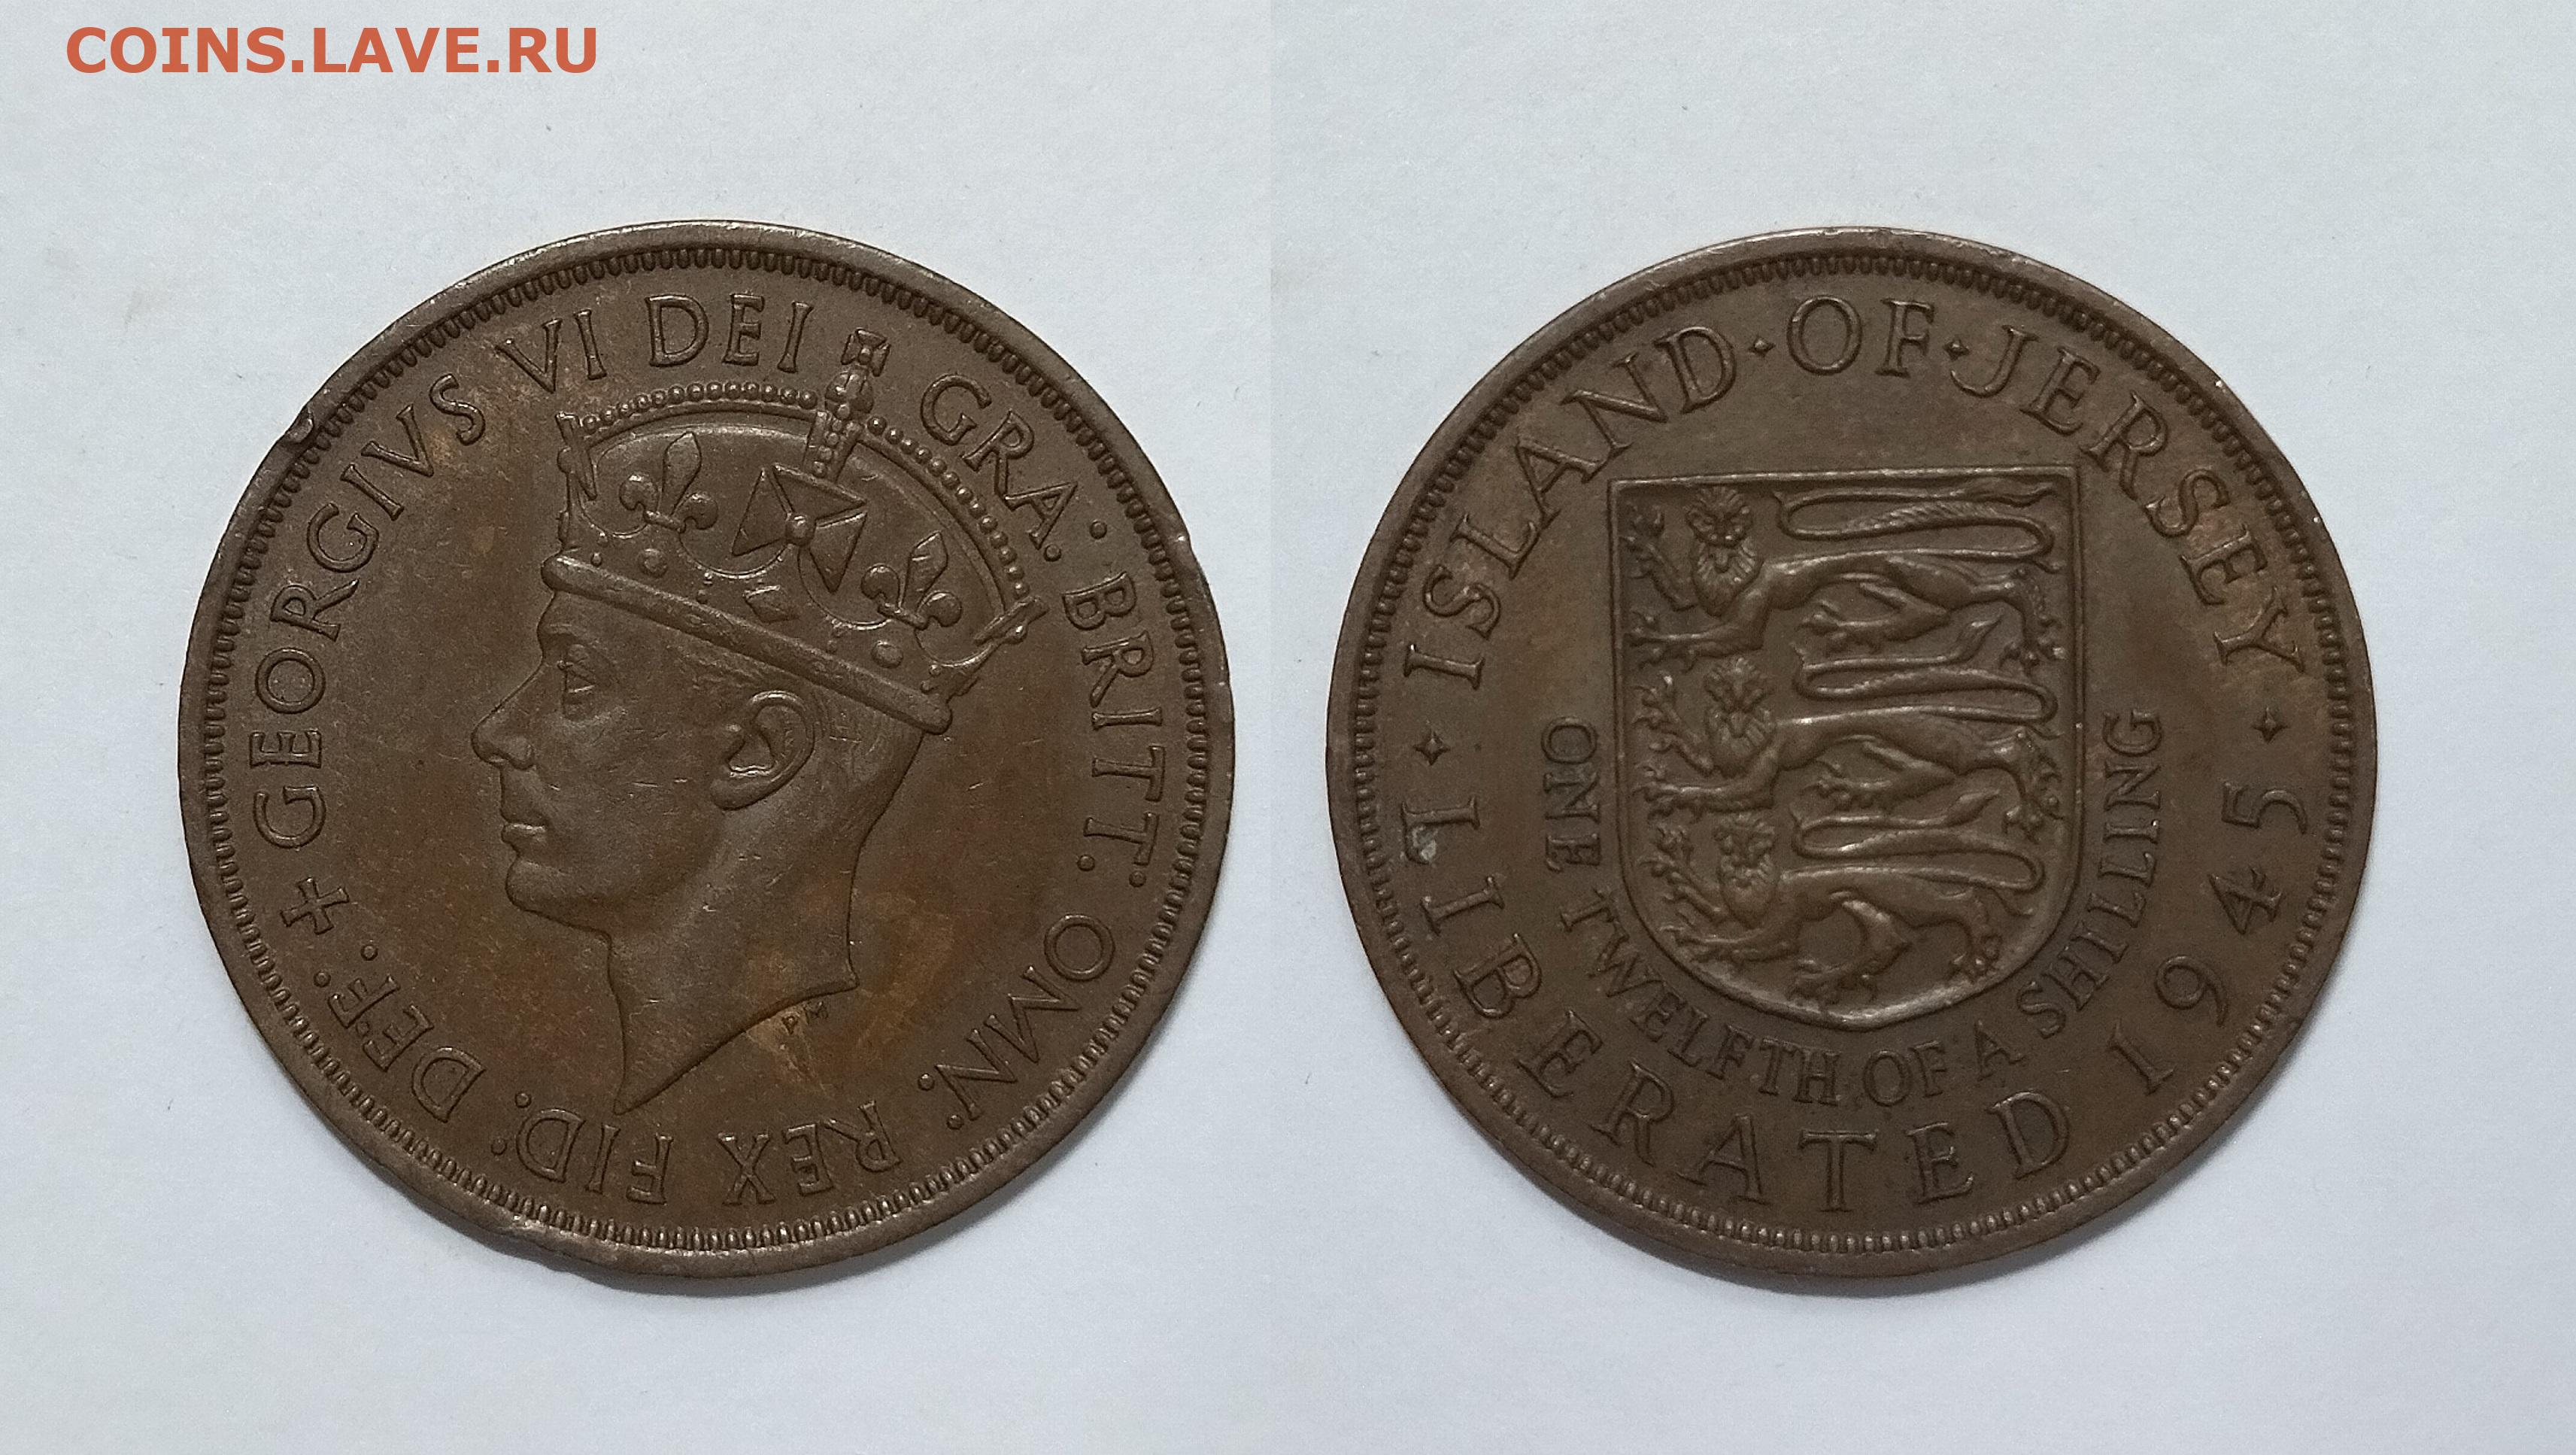 COINS.LAVE.RU
+ GEORGIVS VI DEI GRA: BRITT: OMN: REX FID: DEF:
PM
ISLAND · OF · JERSEY
LIBERATED 1945
ONE TWELFTH OF A SHILLING